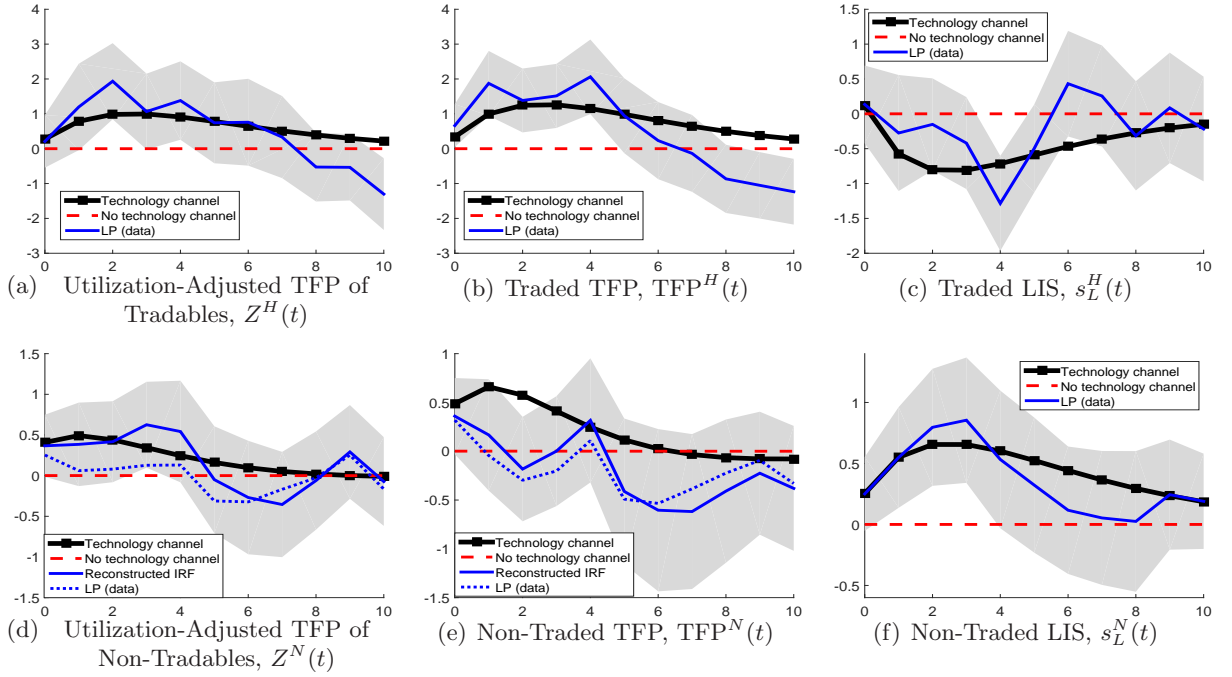 4
3
2
1
0
-1
-2
-3
0 2 4 6 8 10
Technology channel
No technology channel
LP (data)
(a) Utilization-Adjusted TFP of
Tradables, Z^H(t)
4
3
2
1
0
-1
-2
-3
0 2 4 6 8 10
Technology channel
No technology channel
LP (data)
(b) Traded TFP, TFP^H(t)
1.5
1
0.5
0
-0.5
-1
-1.5
-2
0 2 4 6 8 10
Technology channel
No technology channel
LP (data)
(c) Traded LIS, s_L^H(t)
1.5
1
0.5
0
-0.5
-1
-1.5
0 2 4 6 8 10
Technology channel
No technology channel
Reconstructed IRF
LP (data)
(d) Utilization-Adjusted TFP of
Non-Tradables, Z^N(t)
1
0.5
0
-0.5
-1
-1.5
0 2 4 6 8 10
Technology channel
No technology channel
Reconstructed IRF
LP (data)
(e) Non-Traded TFP, TFP^N(t)
1
0.5
0
-0.5
0 2 4 6 8 10
Technology channel
No technology channel
LP (data)
(f) Non-Traded LIS, s_L^N(t)